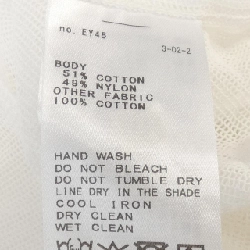 no. EY45
3-02-2
BODY
51% COTTON
49% NYLON
OTHER FABRIC
100% COTTON
HAND WASH
DO NOT BLEACH
DO NOT TUMBLE DRY
LINE DRY IN THE SHADE
COOL IRON
DRY CLEAN
WET CLEAN